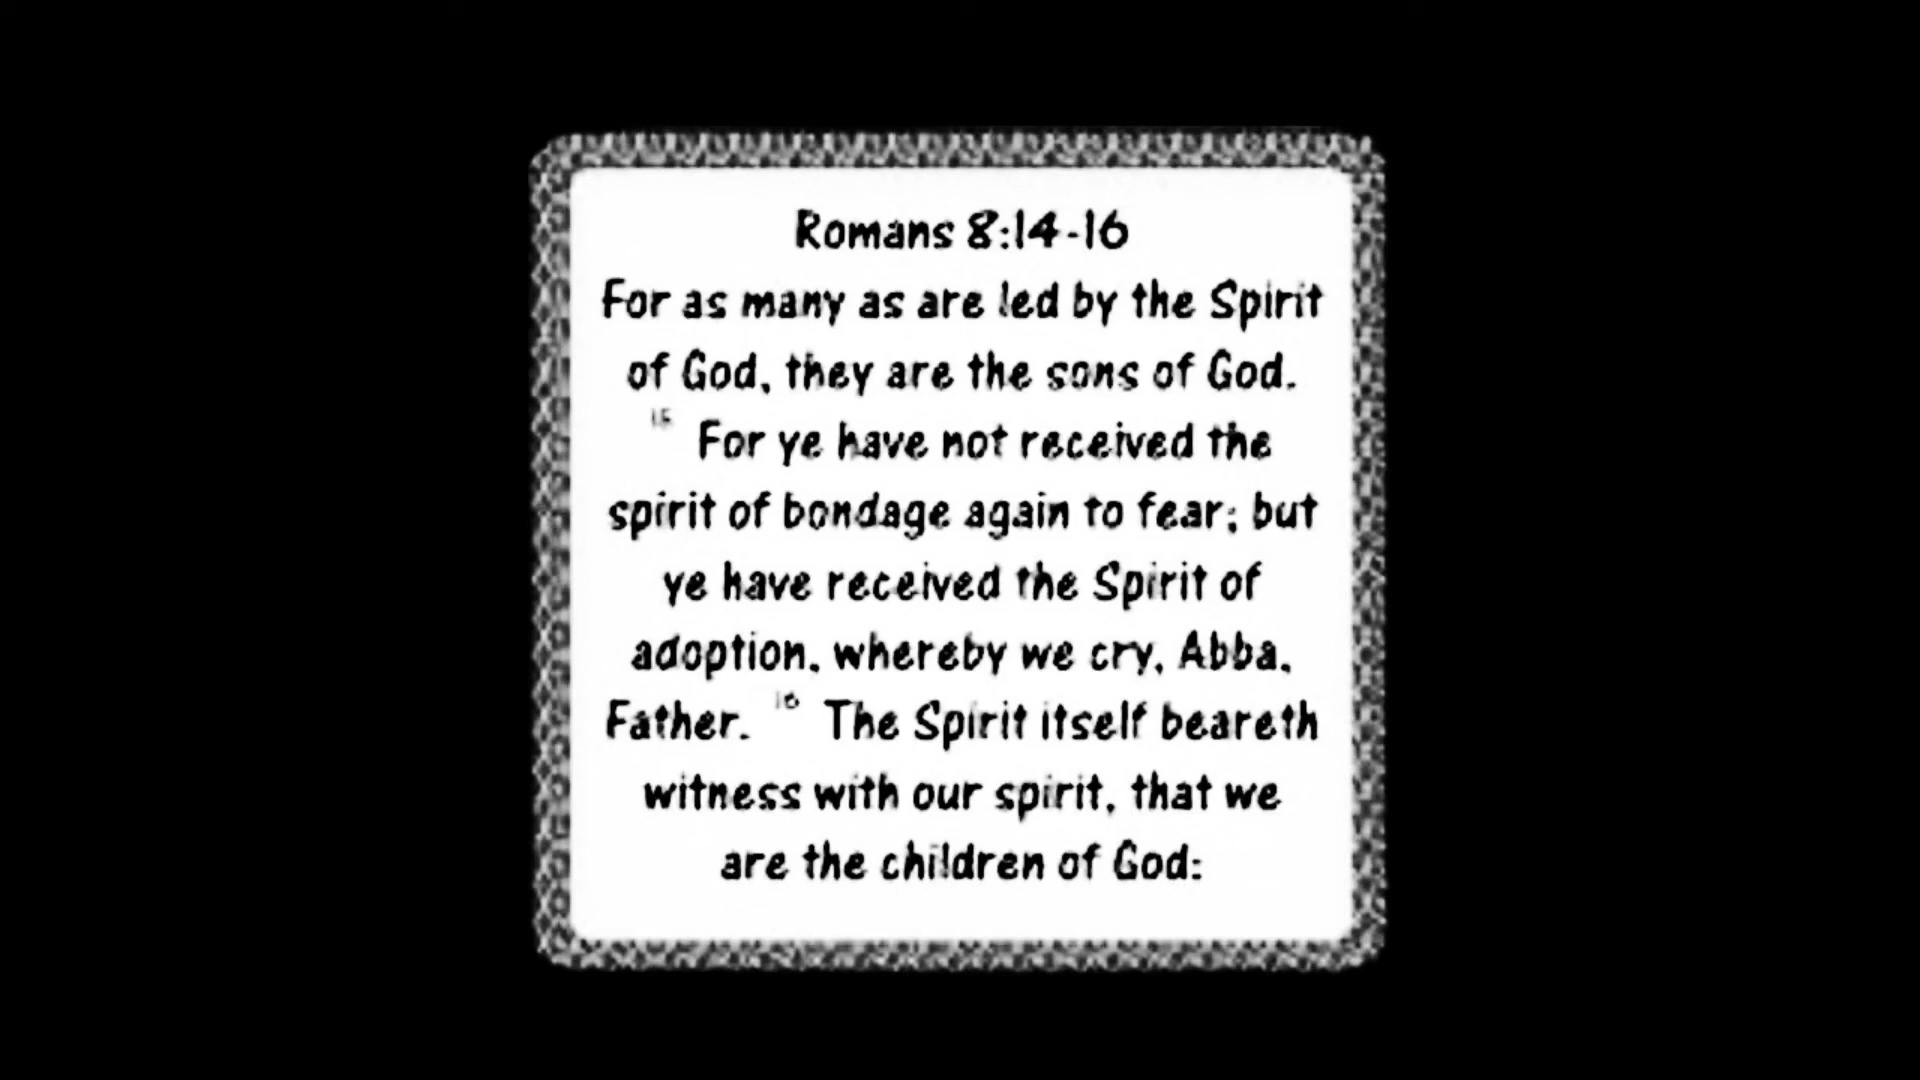 Romans 8:14-16
For as many as are led by the Spirit
of God, they are the sons of God.
15 For ye have not received the
spirit of bondage again to fear; but
ye have received the Spirit of
adoption, whereby we cry, Abba,
Father. 16 The Spirit itself beareth
witness with our spirit, that we
are the children of God: